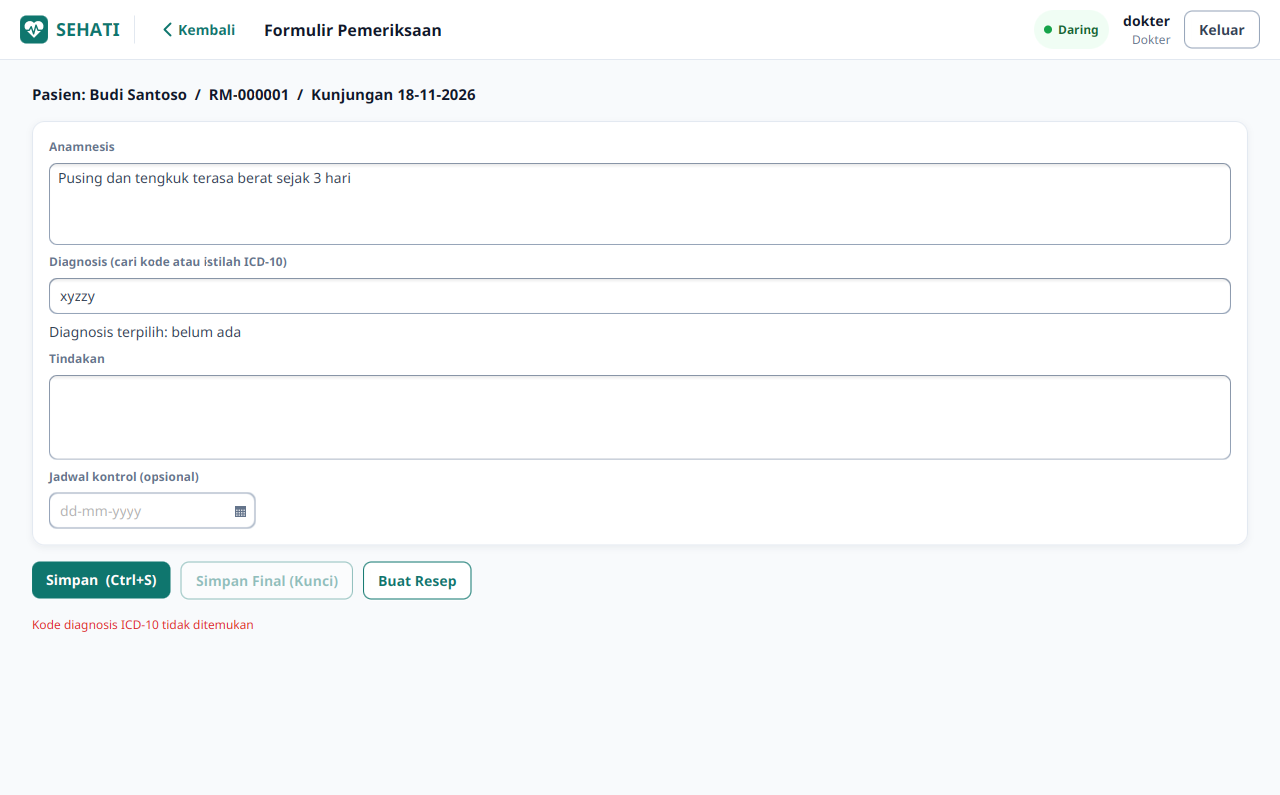 SEHATI
Kembali
Formulir Pemeriksaan
Daring
dokter
Dokter
Keluar
Pasien: Budi Santoso / RM-000001 / Kunjungan 18-11-2026
Anamnesis
Pusing dan tengkuk terasa berat sejak 3 hari
Diagnosis (cari kode atau istilah ICD-10)
xyzzy
Diagnosis terpilih: belum ada
Tindakan
Jadwal kontrol (opsional)
dd-mm-yyyy
Simpan (Ctrl+S)
Simpan Final (Kunci)
Buat Resep
Kode diagnosis ICD-10 tidak ditemukan